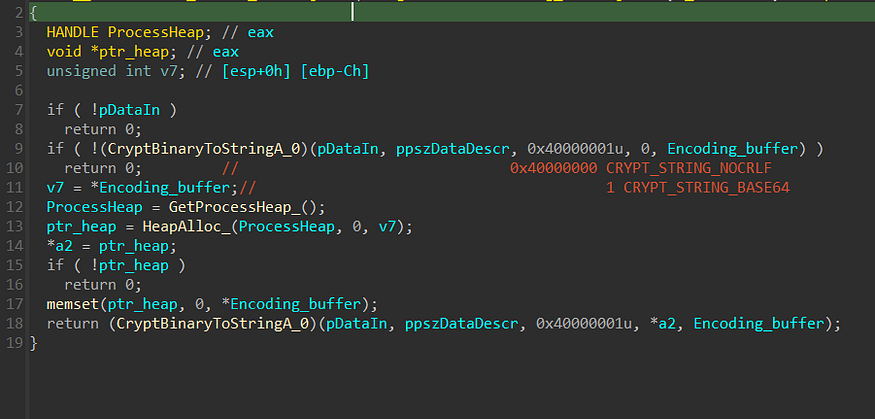 2 {
3 HANDLE ProcessHeap; // eax
4 void *ptr_heap; // eax
5 unsigned int v7; // [esp+0h] [ebp-Ch]
6
7 if ( !pDataIn )
8 return 0;
9 if ( !(CryptBinaryToStringA_0)(pDataIn, ppszDataDescr, 0x40000001u, 0, Encoding_buffer) )
10 return 0; // 0x40000000 CRYPT_STRING_NOCRLF
11 v7 = *Encoding_buffer;// 1 CRYPT_STRING_BASE64
12 ProcessHeap = GetProcessHeap_();
13 ptr_heap = HeapAlloc_(ProcessHeap, 0, v7);
14 *a2 = ptr_heap;
15 if ( !ptr_heap )
16 return 0;
17 memset(ptr_heap, 0, *Encoding_buffer);
18 return (CryptBinaryToStringA_0)(pDataIn, ppszDataDescr, 0x40000001u, *a2, Encoding_buffer);
19 }